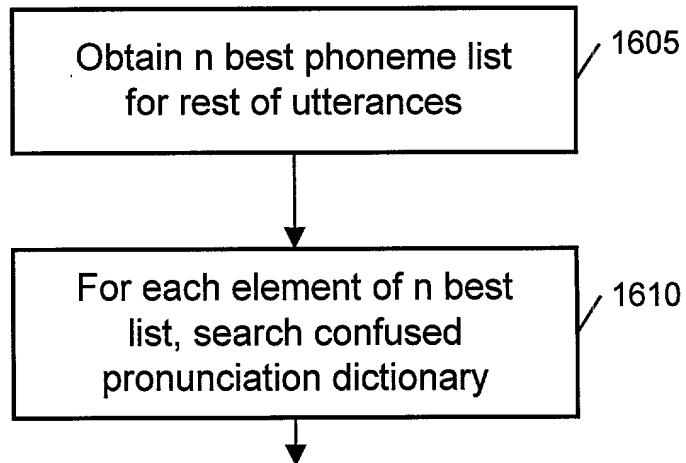 Obtain n best phoneme list
for rest of utterances
1605
For each element of n best
list, search confused
pronunciation dictionary
1610